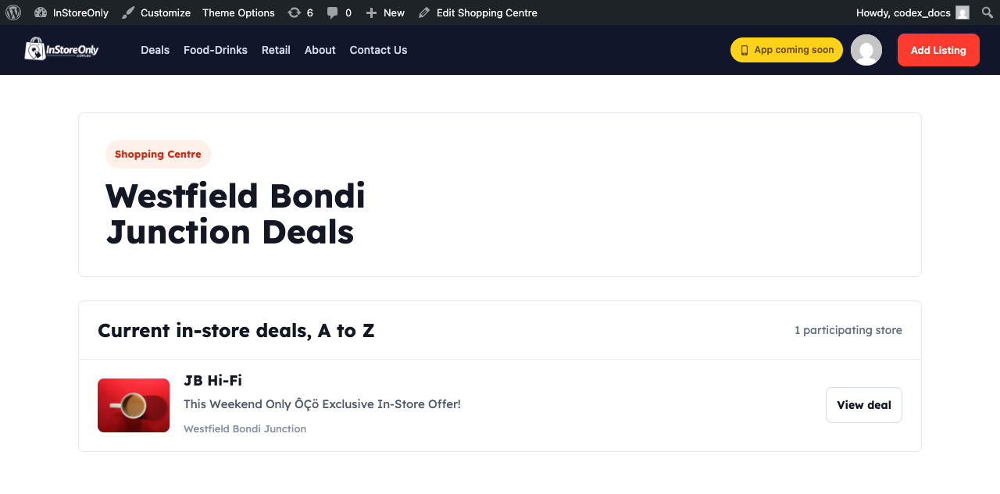 InStoreOnly
Customize
Theme Options
6
0
New
Edit Shopping Centre
Howdy, codex_docs
InStoreOnly
.com.au
Deals
Food-Drinks
Retail
About
Contact Us
App coming soon
Add Listing
Shopping Centre
Westfield Bondi
Junction Deals
Current in-store deals, A to Z
1 participating store
JB Hi-Fi
This Weekend Only ÔÇö Exclusive In-Store Offer!
Westfield Bondi Junction
View deal